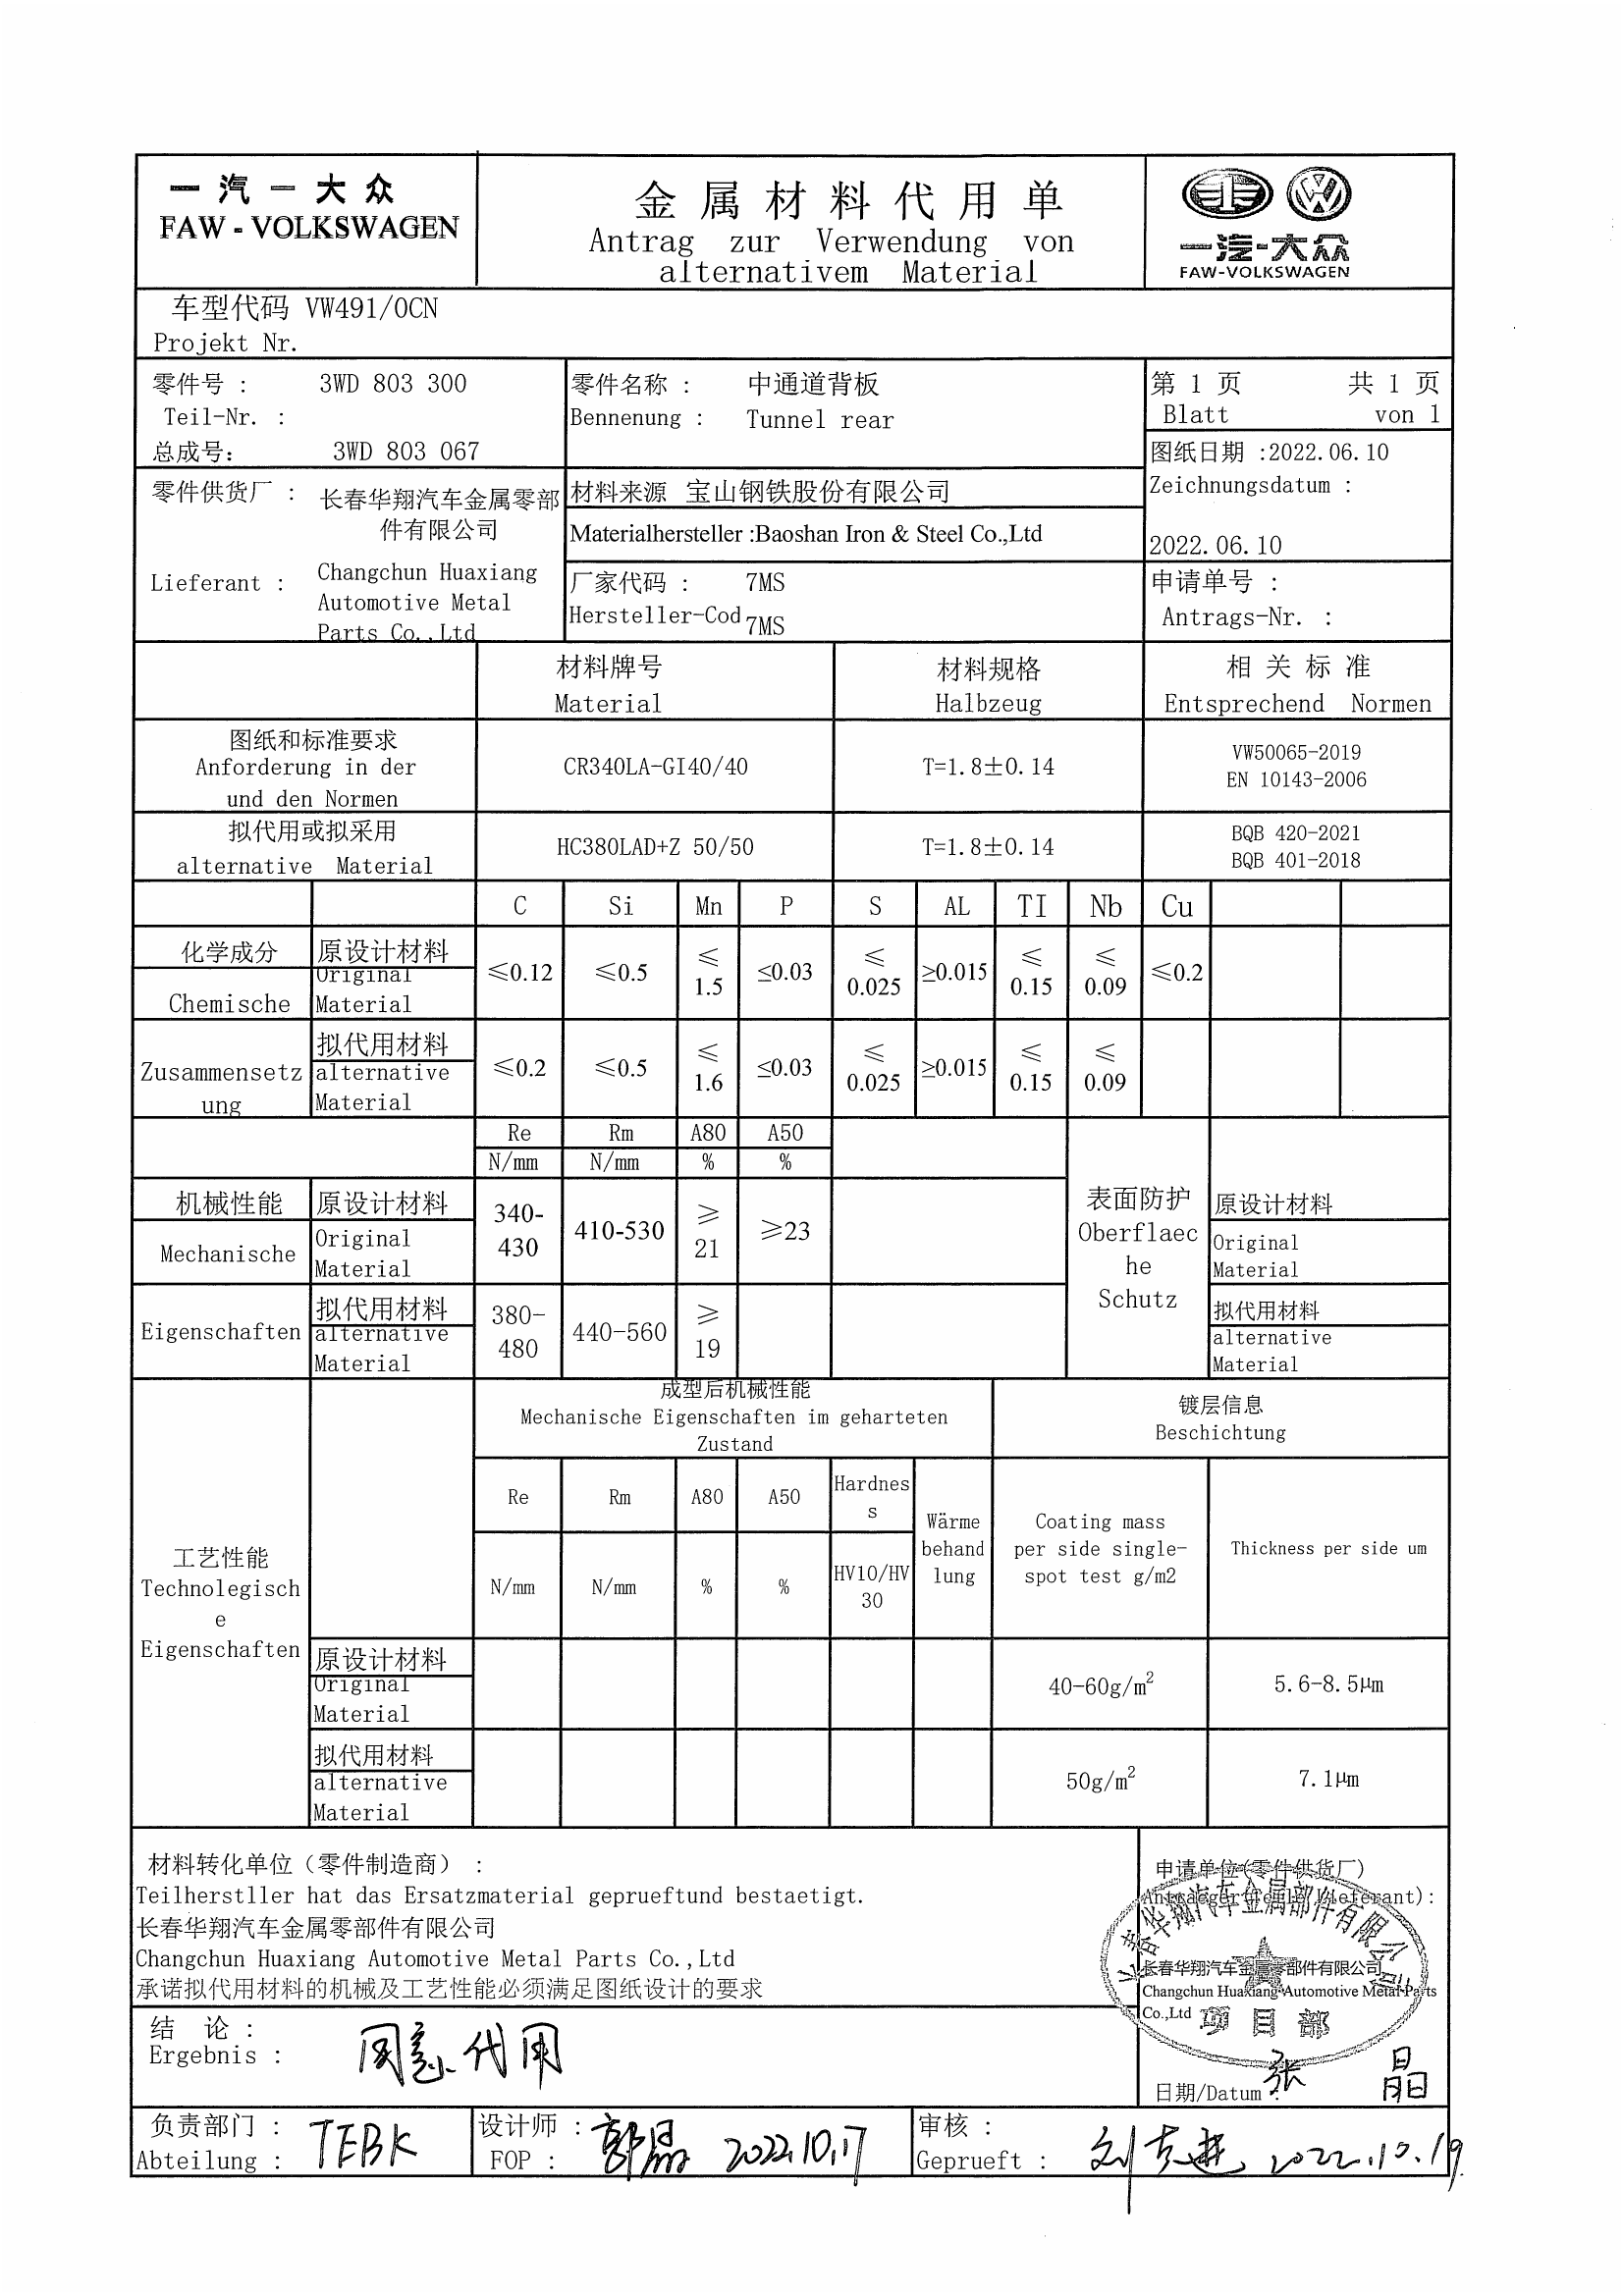 一 汽 一 大 众
FAW - VOLKSWAGEN
金 属 材 料 代 用 单
Antrag zur Verwendung von
alternativem Material
一汽-大众
FAW-VOLKSWAGEN
车型代码 VW491/0CN
Projekt Nr.
零件号 : 3WD 803 300
Teil-Nr. :
总成号: 3WD 803 067
零件名称 : 中通道背板
Bennenung : Tunnel rear
第 1 页 共 1 页
Blatt von 1
图纸日期 :2022.06.10
Zeichnungsdatum :
2022.06.10
零件供货厂 : 长春华翔汽车金属零部
件有限公司
Lieferant : Changchun Huaxiang
Automotive Metal
Parts Co.,Ltd
材料来源 宝山钢铁股份有限公司
Materialhersteller :Baoshan Iron & Steel Co.,Ltd
厂家代码 : 7MS
Hersteller-Cod 7MS
申请单号 :
Antrags-Nr. :
材料牌号 材料规格 相 关 标 准
Material Halbzeug Entsprechend Normen
图纸和标准要求
Anforderung in der
und den Normen
CR340LA-GI40/40 T=1.8±0.14
VW50065-2019
EN 10143-2006
拟代用或拟采用
alternative Material
HC380LAD+Z 50/50 T=1.8±0.14
BQB 420-2021
BQB 401-2018
C Si Mn P S AL TI Nb Cu
化学成分
Chemische
Zusammensetz
ung
原设计材料
Original
Material
≤0.12 ≤0.5 ≤ 1.5 ≤0.03 ≤ 0.025 ≥0.015 ≤ 0.15 ≤ 0.09 ≤0.2
拟代用材料
alternative
Material
≤0.2 ≤0.5 ≤ 1.6 ≤0.03 ≤ 0.025 ≥0.015 ≤ 0.15 ≤ 0.09
Re Rm A80 A50
N/mm N/mm % %
机械性能
Mechanische
Eigenschaften
原设计材料
Original
Material
340-
430
410-530 ≥ 21 ≥23
拟代用材料
alternative
Material
380-
480
440-560 ≥ 19
表面防护
Oberflaec
he
Schutz
原设计材料
Original
Material
拟代用材料
alternative
Material
成型后机械性能
Mechanische Eigenschaften im geharteten
Zustand
镀层信息
Beschichtung
Re Rm A80 A50 Hardnes
s
N/mm N/mm % % HV10/HV
30
Wärme
behand
lung
Coating mass
per side single-
spot test g/m2
Thickness per side um
工艺性能
Technolegisch
e
Eigenschaften
原设计材料
Original
Material
40-60g/m²
5.6-8.5μm
拟代用材料
alternative
Material
50g/m²
7.1μm
材料转化单位（零件制造商） :
Teilherstller hat das Ersatzmaterial geprueftund bestaetigt.
长春华翔汽车金属零部件有限公司
Changchun Huaxiang Automotive Metal Parts Co.,Ltd
承诺拟代用材料的机械及工艺性能必须满足图纸设计的要求
申请单位(零件供货厂)
长春华翔汽车金属部件有限公司
长春华翔汽车金属零部件有限公司
Changchun Huaxiang Automotive Metal Parts
Co.,Ltd
项目部
日期/Datum :
张 晶
结 论 :
Ergebnis :
同意代用
负责部门 :
Abteilung :
TEBK
设计师 :
FOP :
郭晶 2022.10.17
审核 :
Geprueft :
2022.10.19